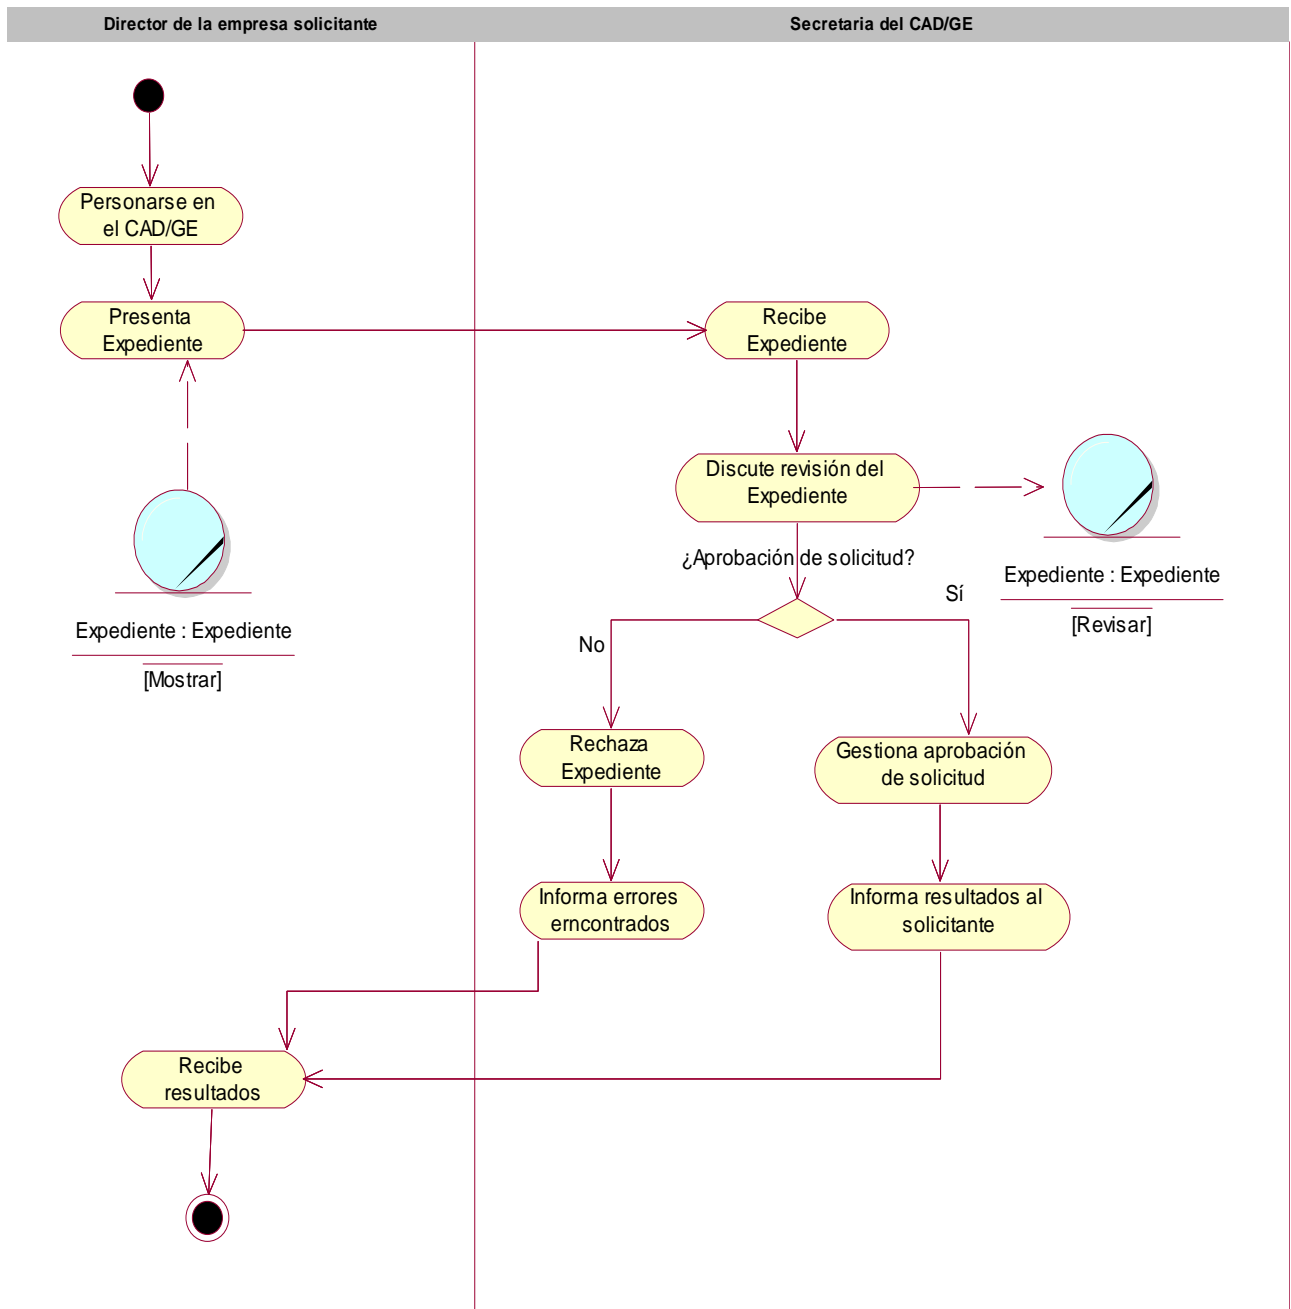 Director de la empresa solicitante
Secretaria del CAD/GE
Personarse en
el CAD/GE
Presenta
Expediente
Recibe
Expediente
Discute revisión del
Expediente
¿Aprobación de solicitud?
Expediente : Expediente
[Revisar]
Sí
No
Expediente : Expediente
[Mostrar]
Rechaza
Expediente
Gestiona aprobación
de solicitud
Informa errores
erncontrados
Informa resultados al
solicitante
Recibe
resultados